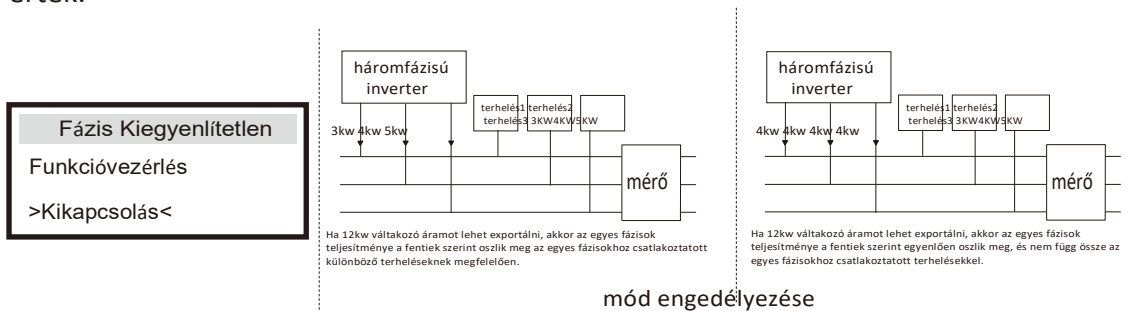 érték.
Fázis Kiegyenlítetlen
Funkcióvezérlés
>Kikapcsolás<
háromfázisú
inverter
terhelés1 terhelés2
terhelés3 3KW4KW5KW
3kw 4kw 5kw
mérő
Ha 12kw váltakozó áramot lehet exportálni, akkor az egyes fázisok
teljesítménye a fentiek szerint oszlik meg az egyes fázisokhoz csatlakoztatott
különböző terheléseknek megfelelően.
háromfázisú
inverter
terhelés1 terhelés2
terhelés3 3KW4KW5KW
4kw 4kw 4kw 4kw
mérő
Ha 12kw váltakozó áramot lehet exportálni, akkor az egyes fázisok
teljesítménye a fentiek szerint egyenlően oszlik meg, és nem függ össze az
egyes fázisokhoz csatlakoztatott terhelésekkel.
mód engedélyezése